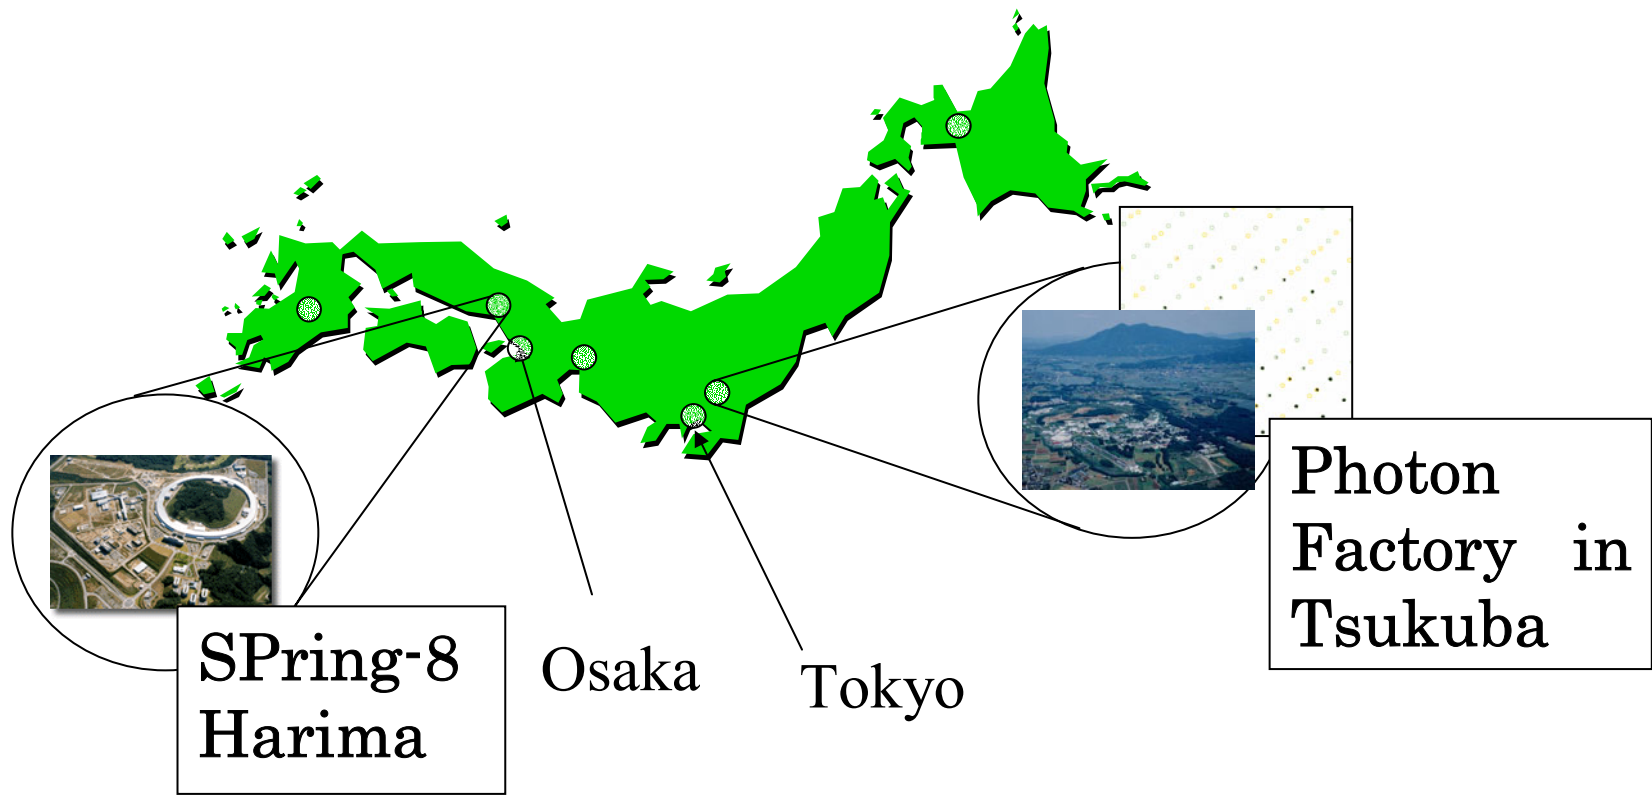 Photon
Factory in
Tsukuba
SPring-8
Harima
Osaka
Tokyo